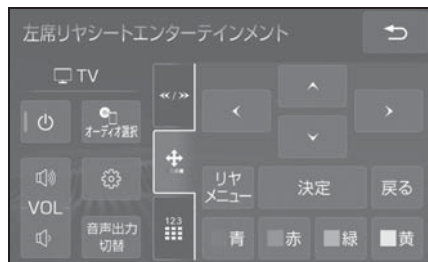 左席リヤシートエンターテインメント
TV
オーディオ選択
VOL
音声出力
切替
123
リヤ
メニュー
決定
戻る
青
赤
緑
黄